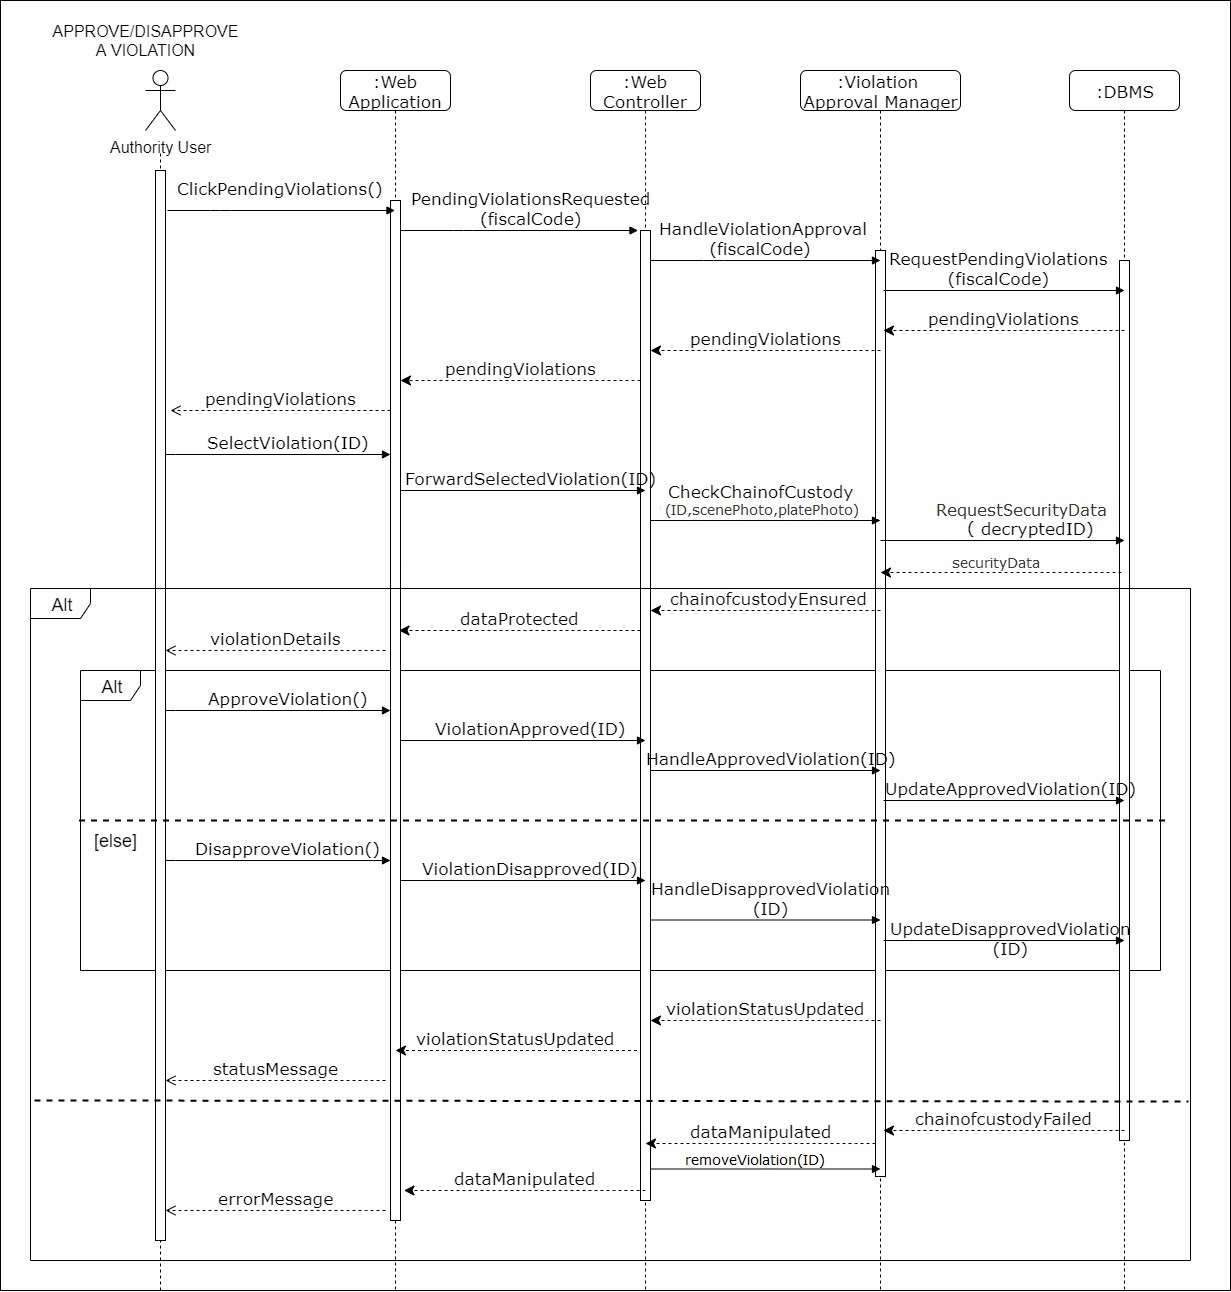 APPROVE/DISAPPROVE
A VIOLATION
Authority User
:Web
Application
:Web
Controller
:Violation
Approval Manager
:DBMS
ClickPendingViolations()
PendingViolationsRequested
(fiscalCode)
HandleViolationApproval
(fiscalCode)
RequestPendingViolations
(fiscalCode)
pendingViolations
pendingViolations
pendingViolations
pendingViolations
SelectViolation(ID)
ForwardSelectedViolation(ID)
CheckChainofCustody
(ID,scenePhoto,platePhoto)
RequestSecurityData
( decryptedID)
securityData
Alt
chainofcustodyEnsured
dataProtected
violationDetails
Alt
ApproveViolation()
ViolationApproved(ID)
HandleApprovedViolation(ID)
UpdateApprovedViolation(ID)
[else]
DisapproveViolation()
ViolationDisapproved(ID)
HandleDisapprovedViolation
(ID)
UpdateDisapprovedViolation
(ID)
violationStatusUpdated
violationStatusUpdated
statusMessage
chainofcustodyFailed
dataManipulated
removeViolation(ID)
dataManipulated
errorMessage